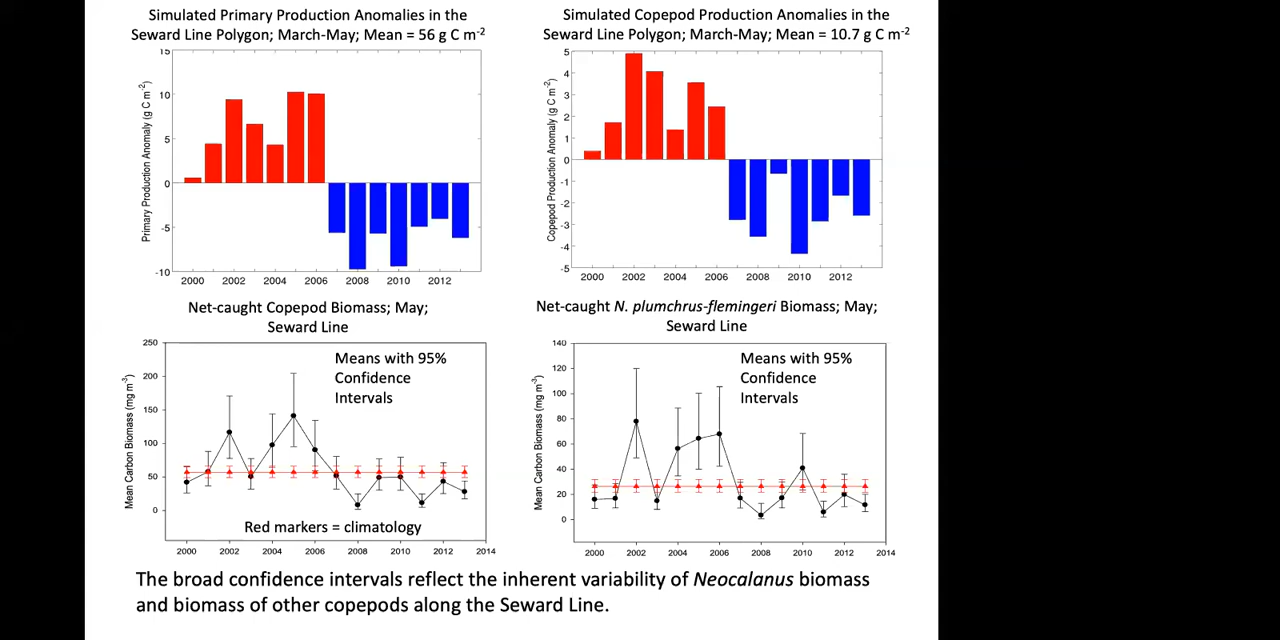 Simulated Primary Production Anomalies in the
Seward Line Polygon; March-May; Mean = 56 g C m-2
Primary Production Anomaly (g C m-2)
15
10
5
0
-5
-10
2000 2002 2004 2006 2008 2010 2012
Simulated Copepod Production Anomalies in the
Seward Line Polygon; March-May; Mean = 10.7 g C m-2
Copepod Production Anomaly (g C m-2)
5
4
3
2
1
0
-1
-2
-3
-4
-5
2000 2002 2004 2006 2008 2010 2012
Net-caught Copepod Biomass; May;
Seward Line
Mean Carbon Biomass (mg m-3)
250
200
150
100
50
0
Means with 95%
Confidence
Intervals
Red markers = climatology
2000 2002 2004 2006 2008 2010 2012 2014
Net-caught N. plumchrus-flemingeri Biomass; May;
Seward Line
Mean Carbon Biomass (mg m-3)
140
120
100
80
60
40
20
0
Means with 95%
Confidence
Intervals
2000 2002 2004 2006 2008 2010 2012 2014
The broad confidence intervals reflect the inherent variability of Neocalanus biomass
and biomass of other copepods along the Seward Line.